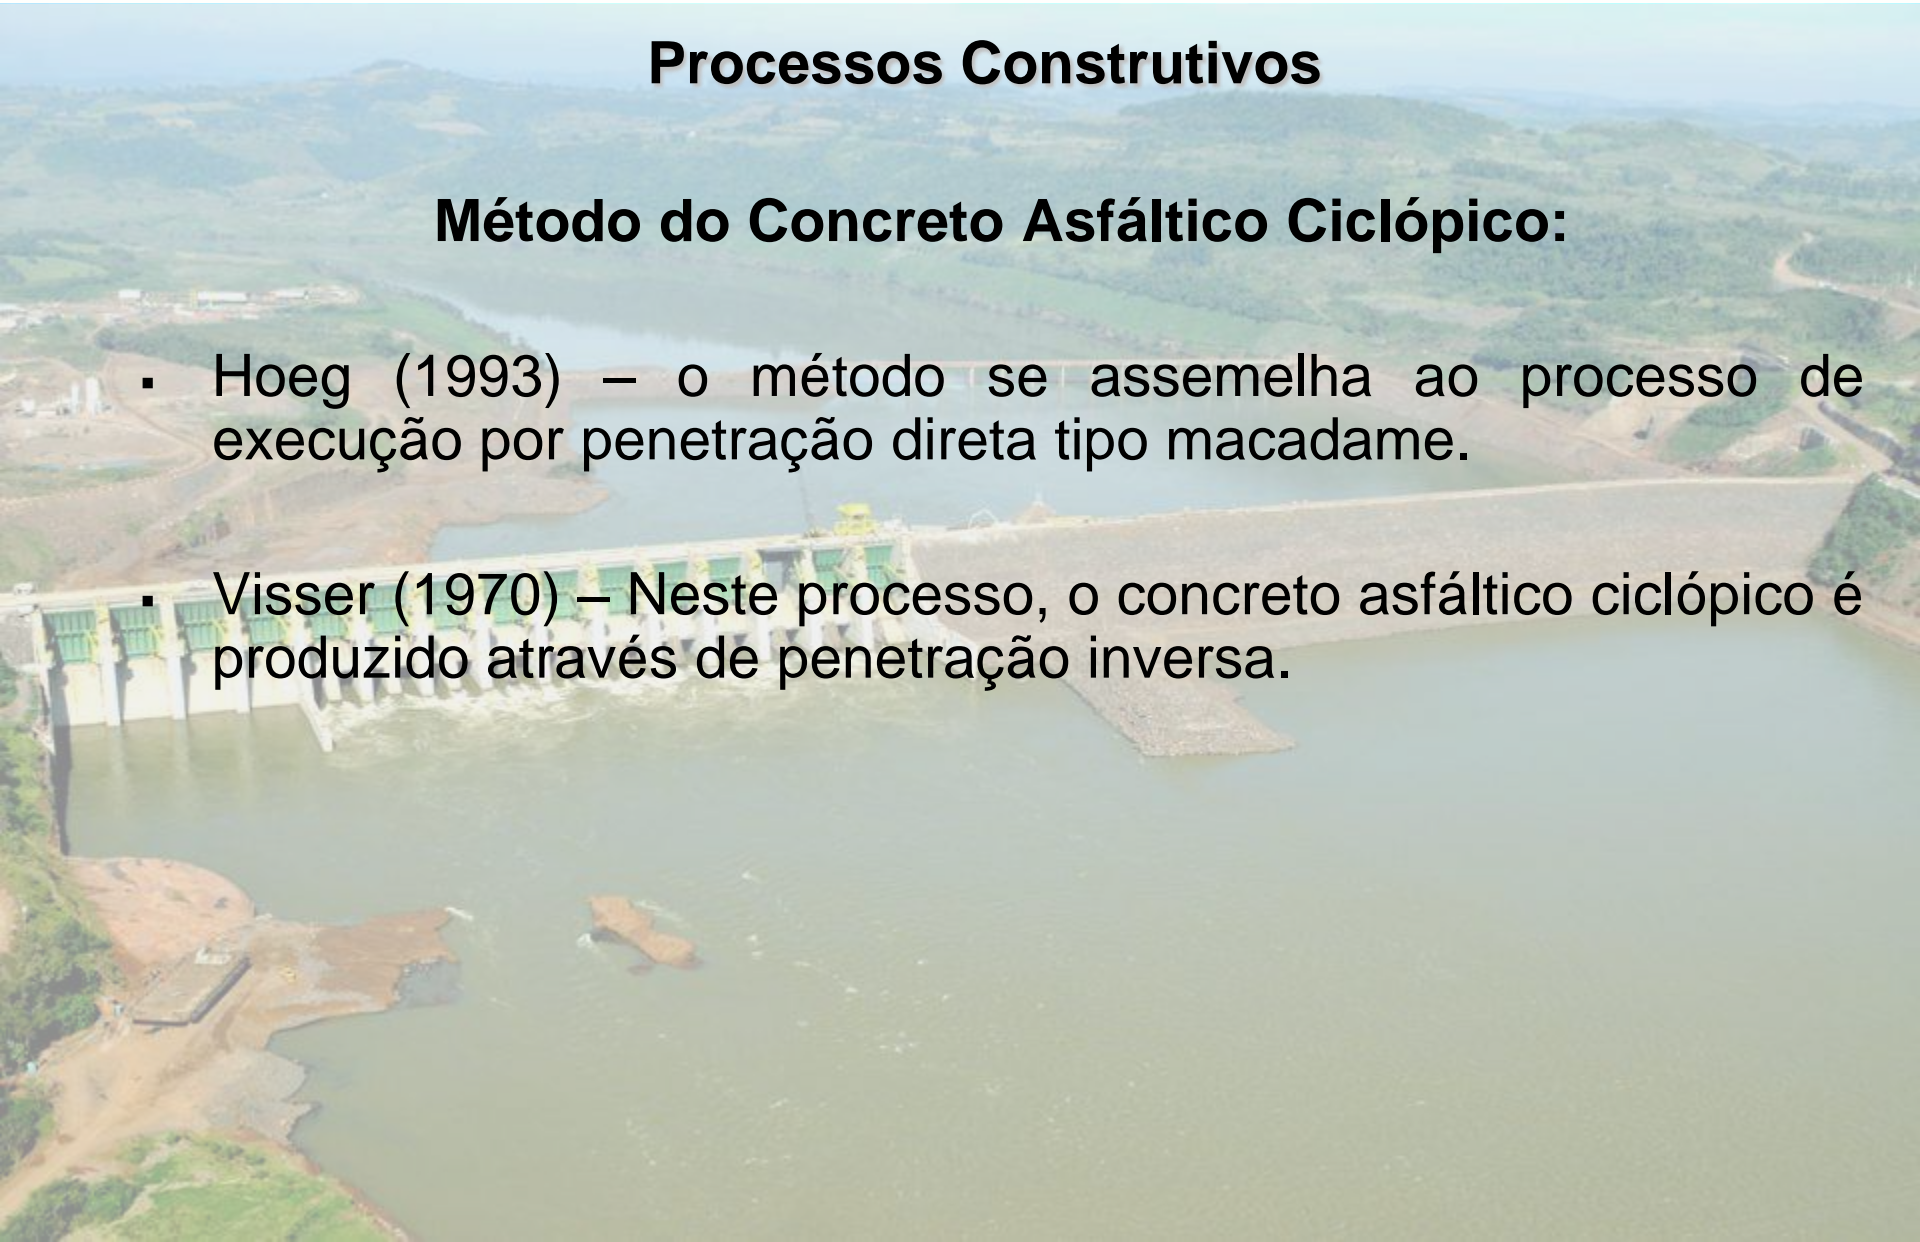 Processos Construtivos
Método do Concreto Asfáltico Ciclópico:
▪ Hoeg (1993) – o método se assemelha ao processo de
execução por penetração direta tipo macadame.
▪ Visser (1970) – Neste processo, o concreto asfáltico ciclópico é
produzido através de penetração inversa.